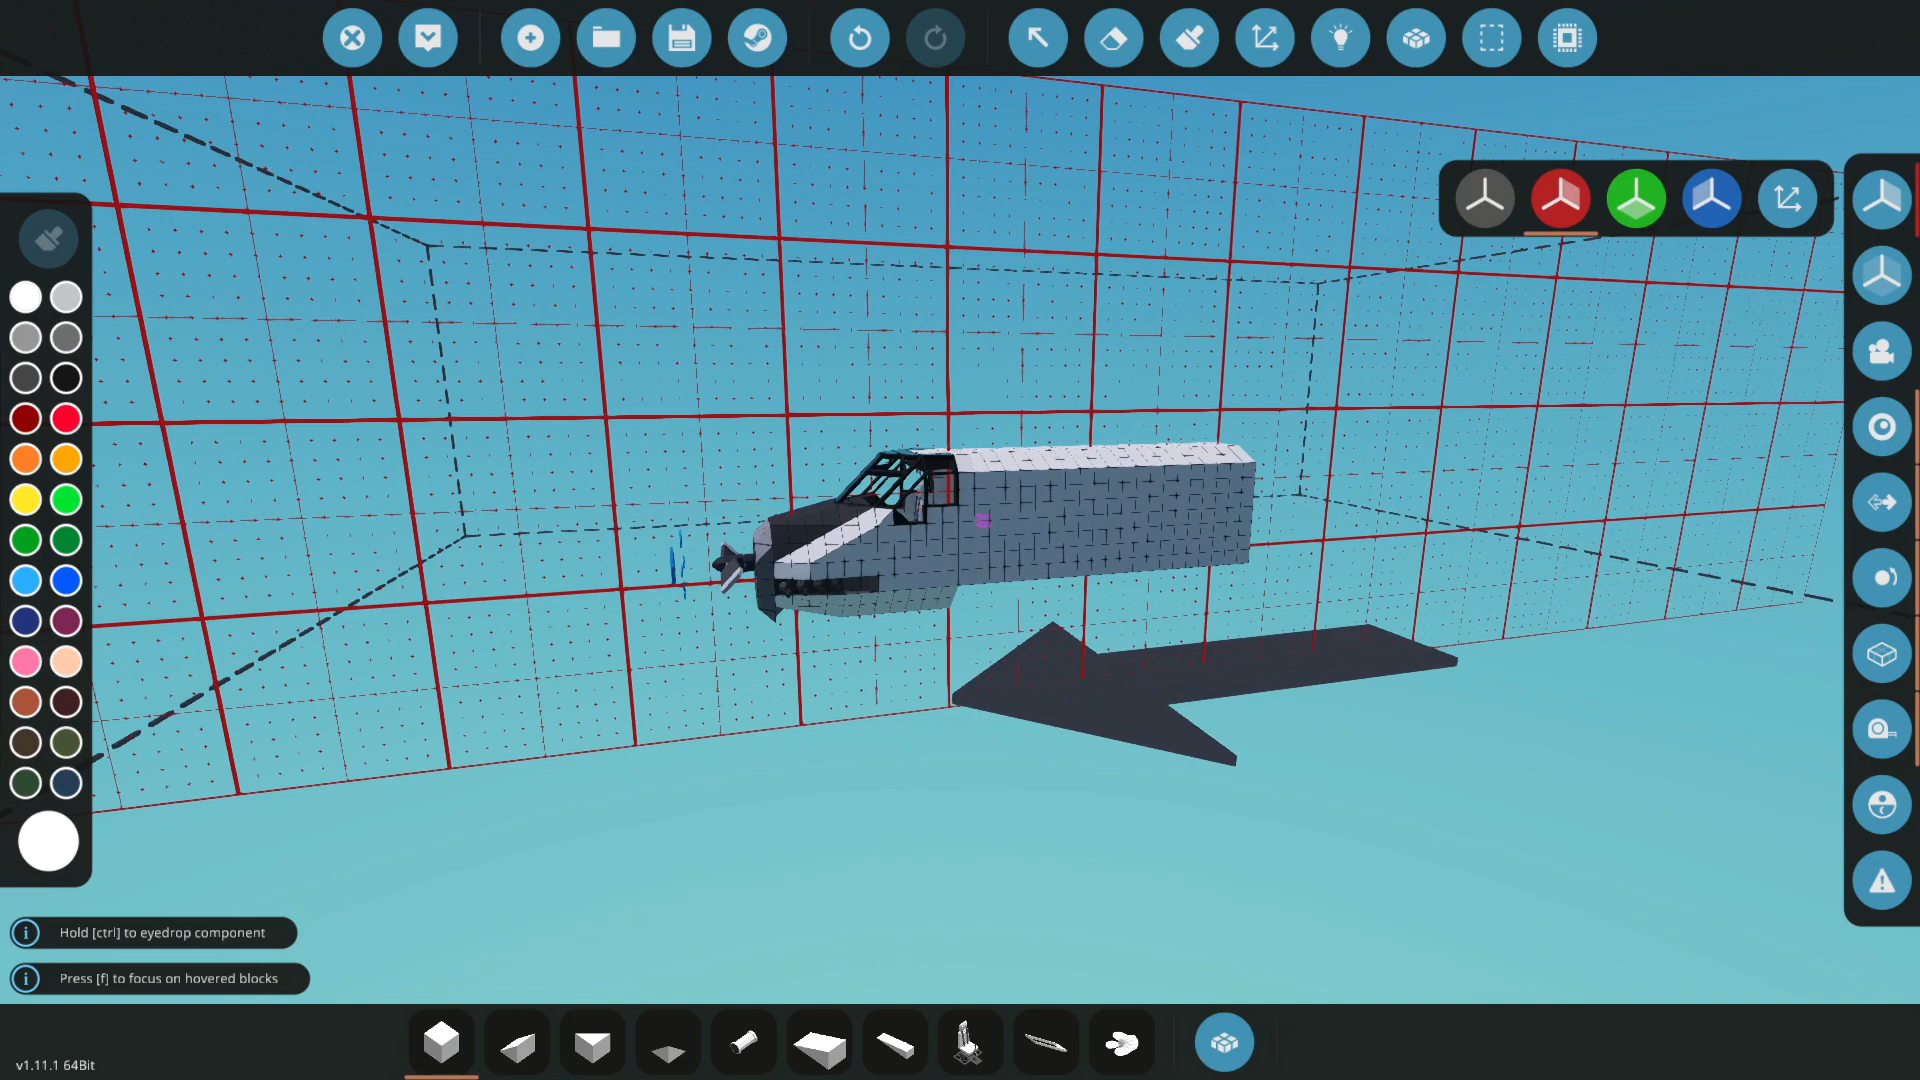 Hold [ctrl] to eyedrop component
Press [f] to focus on hovered blocks
v1.11.1 64Bit